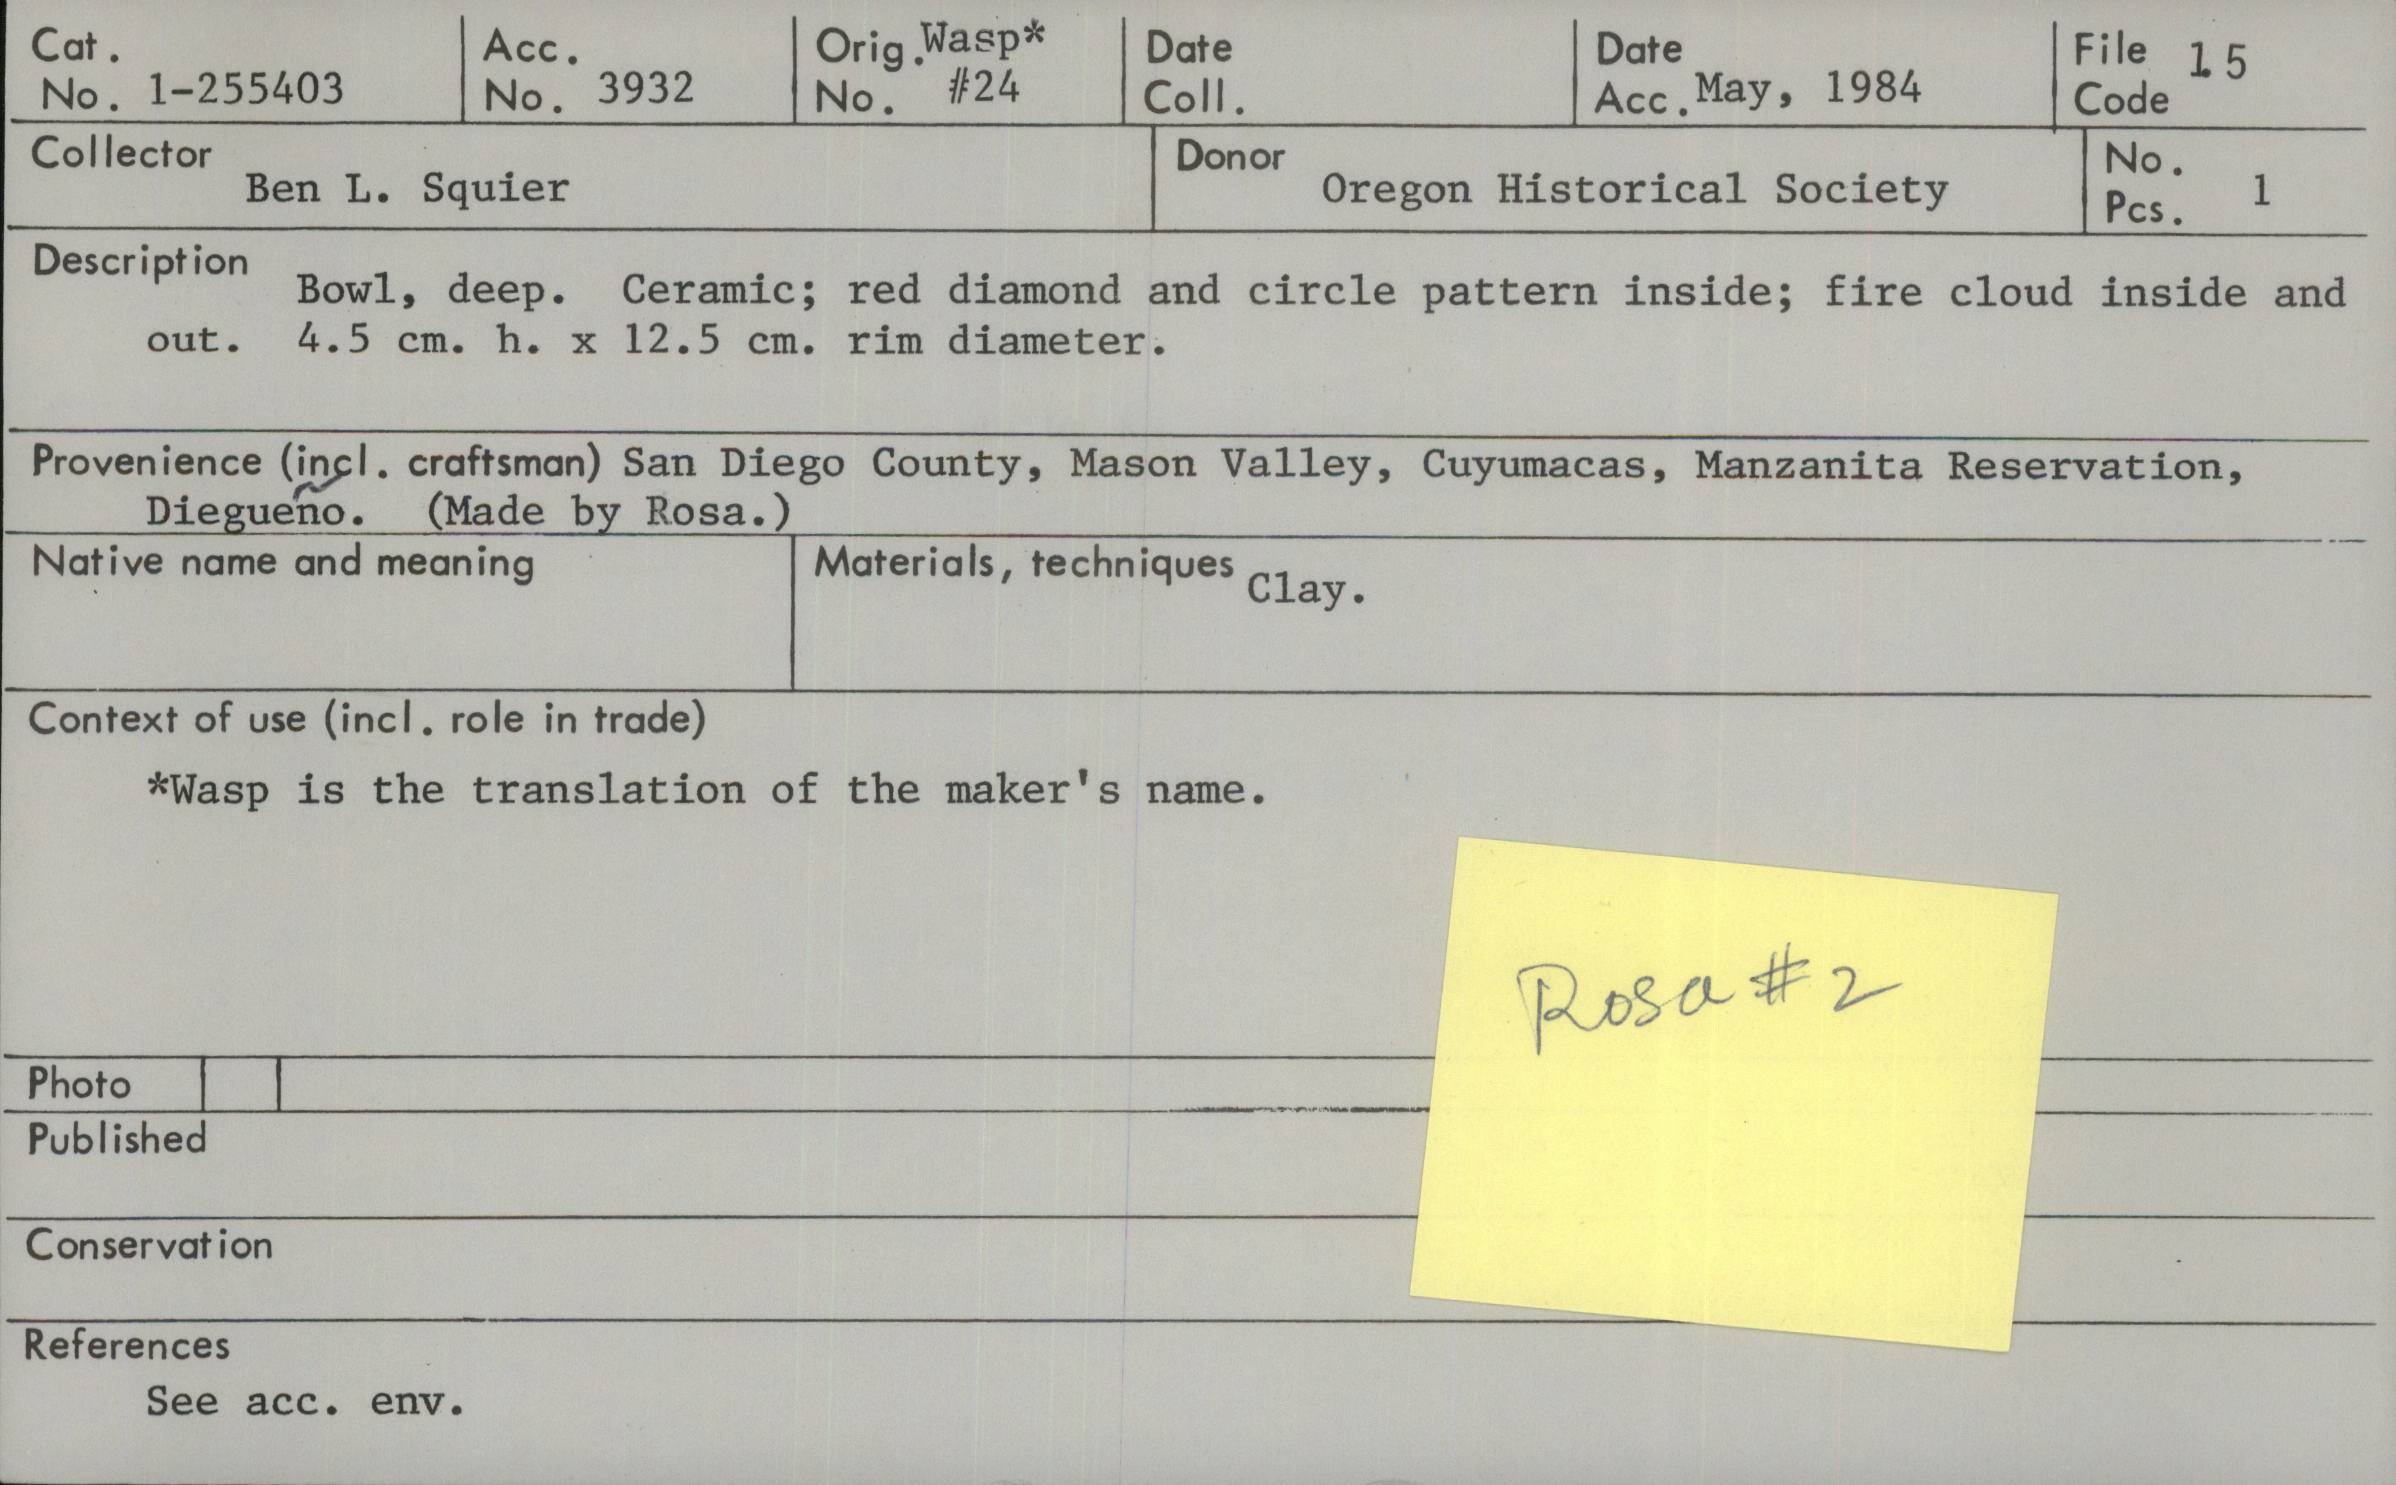 Cat. No. 1-255403
Acc. No. 3932
Orig. No. Wasp* #24
Date Coll.
Date Acc. May, 1984
File Code 1.5
Collector Ben L. Squier
Donor Oregon Historical Society
No. Pcs. 1
Description Bowl, deep. Ceramic; red diamond and circle pattern inside; fire cloud inside and
out. 4.5 cm. h. x 12.5 cm. rim diameter.
Provenience (incl. craftsman) San Diego County, Mason Valley, Cuyumacas, Manzanita Reservation,
Diegueño. (Made by Rosa.)
Native name and meaning
Materials, techniques Clay.
Context of use (incl. role in trade)
*Wasp is the translation of the maker's name.
Rosa #2
Photo
Published
Conservation
References
See acc. env.